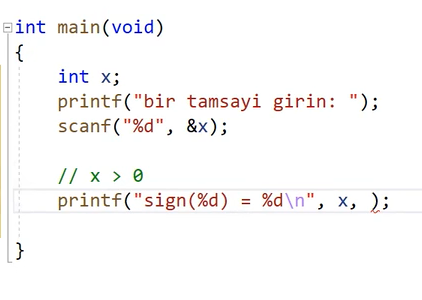 int main(void)
{
int x;
printf("bir tamsayi girin: ");
scanf("%d", &x);
// x > 0
printf("sign(%d) = %d\n", x, );
}